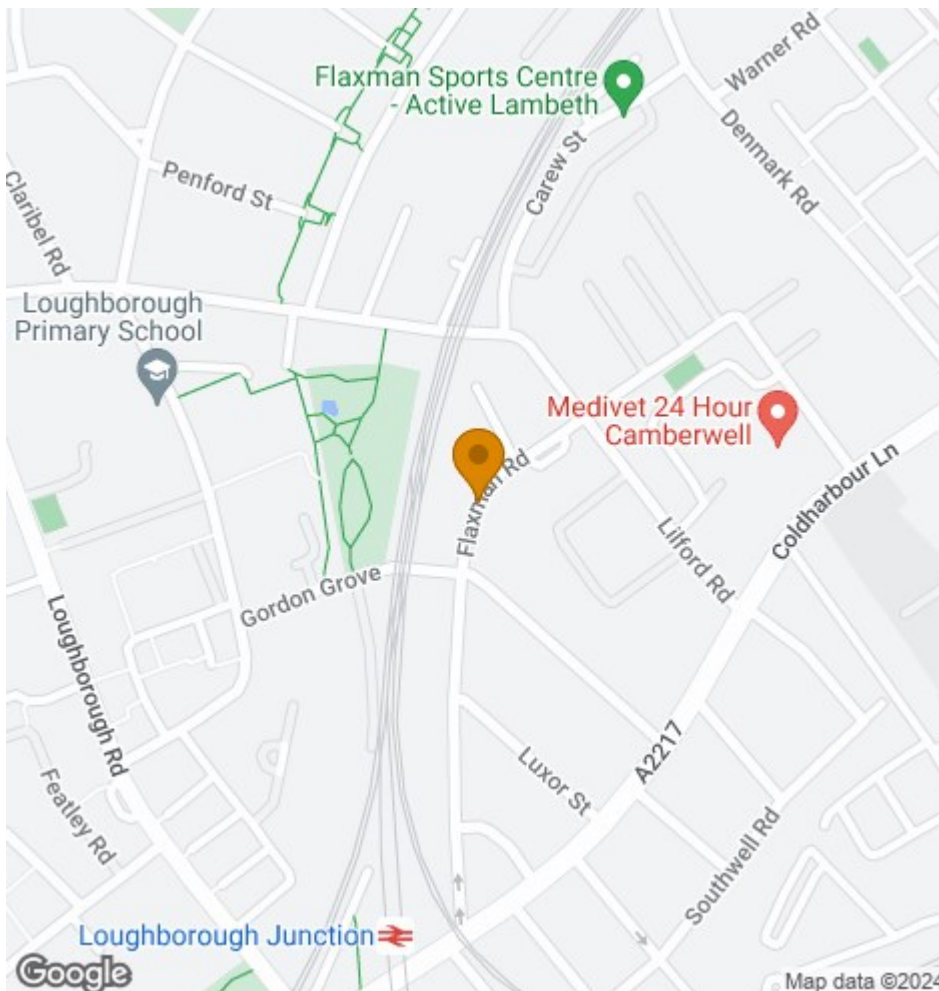 Flaxman Sports Centre
- Active Lambeth
Warner Rd
Denmark Rd
Carew St
Penford St
Claribel Rd
Loughborough
Primary School
Medivet 24 Hour
Camberwell
Flaxman Rd
Coldharbour Ln
Lilford Rd
Gordon Grove
Loughborough Rd
A2217
Luxor St
Featley Rd
Southwell Rd
Loughborough Junction
Google
Map data ©2024